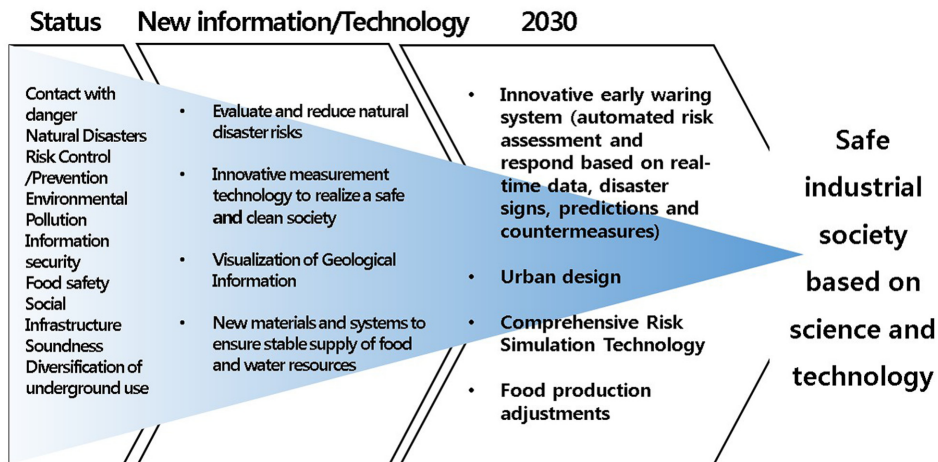 Status
New information/Technology
2030
Contact with
danger
Natural Disasters
Risk Control
/Prevention
Environmental
Pollution
Information
security
Food safety
Social
Infrastructure
Soundness
Diversification of
underground use
• Evaluate and reduce natural
disaster risks
• Innovative measurement
technology to realize a safe
and clean society
• Visualization of Geological
Information
• New materials and systems to
ensure stable supply of food
and water resources
• Innovative early waring
system (automated risk
assessment and
respond based on real-
time data, disaster
signs, predictions and
countermeasures)
• Urban design
• Comprehensive Risk
Simulation Technology
• Food production
adjustments
Safe
industrial
society
based on
science and
technology